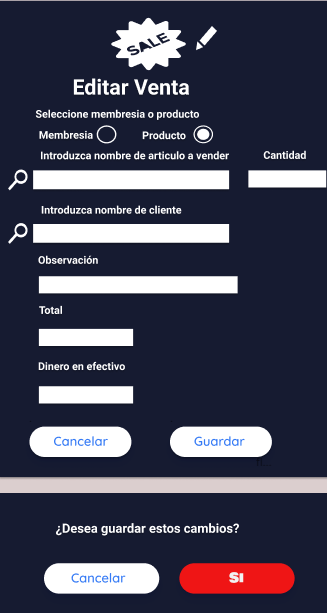 SALE
Editar Venta
Seleccione membresia o producto
Membresia Producto
Introduzca nombre de articulo a vender Cantidad
Introduzca nombre de cliente
Observación
Total
Dinero en efectivo
Cancelar Guardar
¿Desea guardar estos cambios?
Cancelar SI